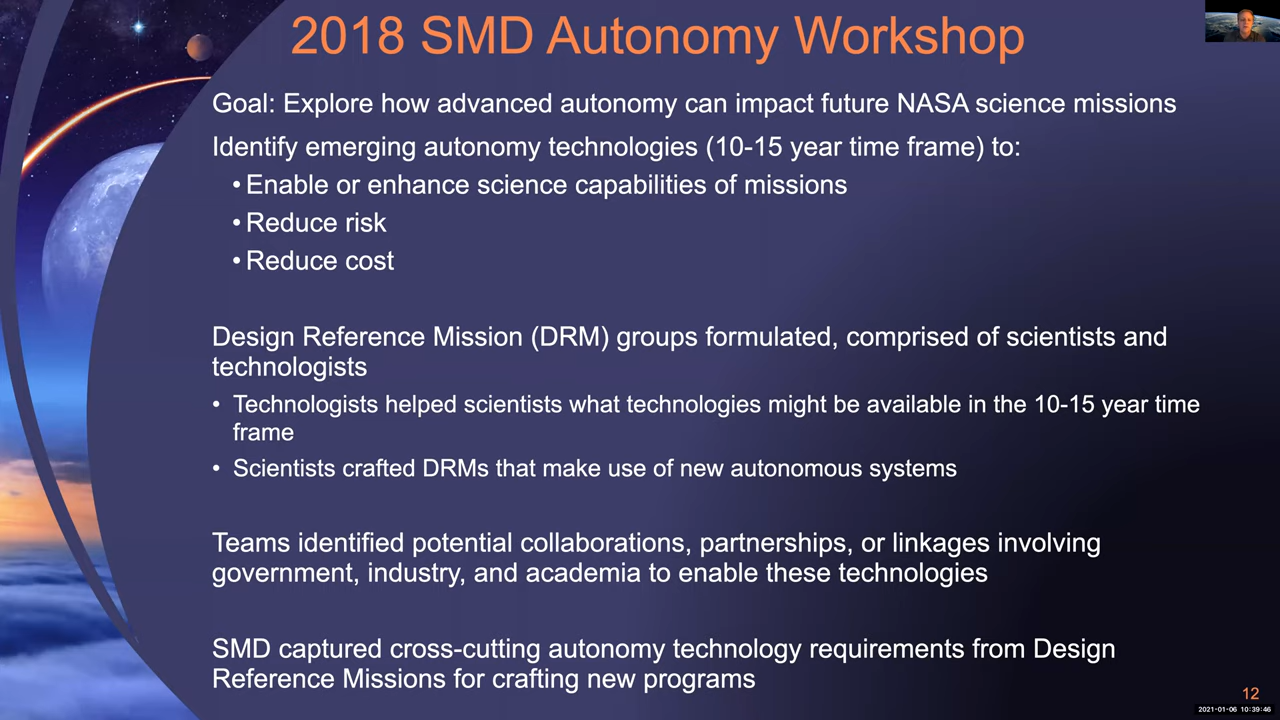 2018 SMD Autonomy Workshop
Goal: Explore how advanced autonomy can impact future NASA science missions
Identify emerging autonomy technologies (10-15 year time frame) to:
•Enable or enhance science capabilities of missions
•Reduce risk
•Reduce cost
Design Reference Mission (DRM) groups formulated, comprised of scientists and
technologists
• Technologists helped scientists what technologies might be available in the 10-15 year time
frame
• Scientists crafted DRMs that make use of new autonomous systems
Teams identified potential collaborations, partnerships, or linkages involving
government, industry, and academia to enable these technologies
SMD captured cross-cutting autonomy technology requirements from Design
Reference Missions for crafting new programs
12
2021-01-06 10:39:46